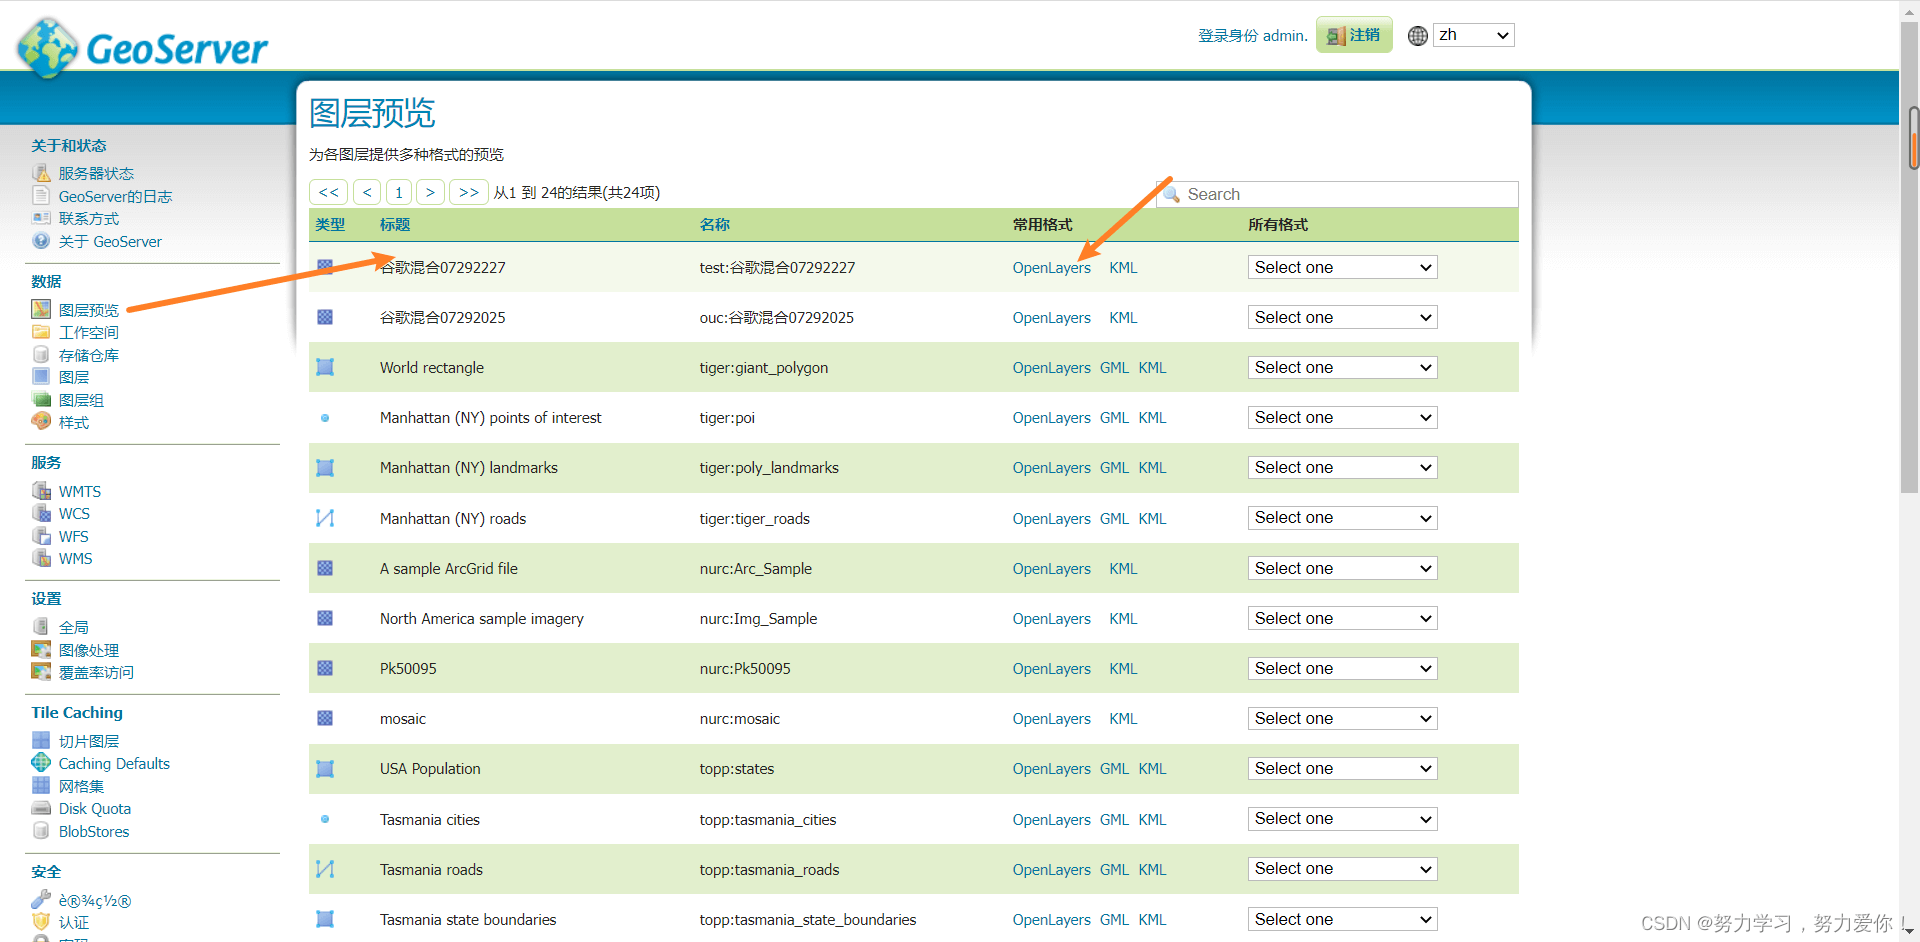 GeoServer
登录身份 admin. 注销 zh
图层预览
为各图层提供多种格式的预览
<< < 1 > >> 从1 到 24的结果(共24项) Search
类型 标题 名称 常用格式 所有格式
谷歌混合07292227 test:谷歌混合07292227 OpenLayers KML Select one
谷歌混合07292025 ouc:谷歌混合07292025 OpenLayers KML Select one
World rectangle tiger:giant_polygon OpenLayers GML KML Select one
Manhattan (NY) points of interest tiger:poi OpenLayers GML KML Select one
Manhattan (NY) landmarks tiger:poly_landmarks OpenLayers GML KML Select one
Manhattan (NY) roads tiger:tiger_roads OpenLayers GML KML Select one
A sample ArcGrid file nurc:Arc_Sample OpenLayers KML Select one
North America sample imagery nurc:Img_Sample OpenLayers KML Select one
Pk50095 nurc:Pk50095 OpenLayers KML Select one
mosaic nurc:mosaic OpenLayers KML Select one
USA Population topp:states OpenLayers GML KML Select one
Tasmania cities topp:tasmania_cities OpenLayers GML KML Select one
Tasmania roads topp:tasmania_roads OpenLayers GML KML Select one
Tasmania state boundaries topp:tasmania_state_boundaries OpenLayers GML KML Select one
关于和状态
服务器状态
GeoServer的日志
联系方式
关于 GeoServer
数据
图层预览
工作空间
存储仓库
图层
图层组
样式
服务
WMTS
WCS
WFS
WMS
设置
全局
图像处理
覆盖率访问
Tile Caching
切片图层
Caching Defaults
网格集
Disk Quota
BlobStores
安全
è®¾ç½®
认证
CSDN @努力学习，努力爱你！